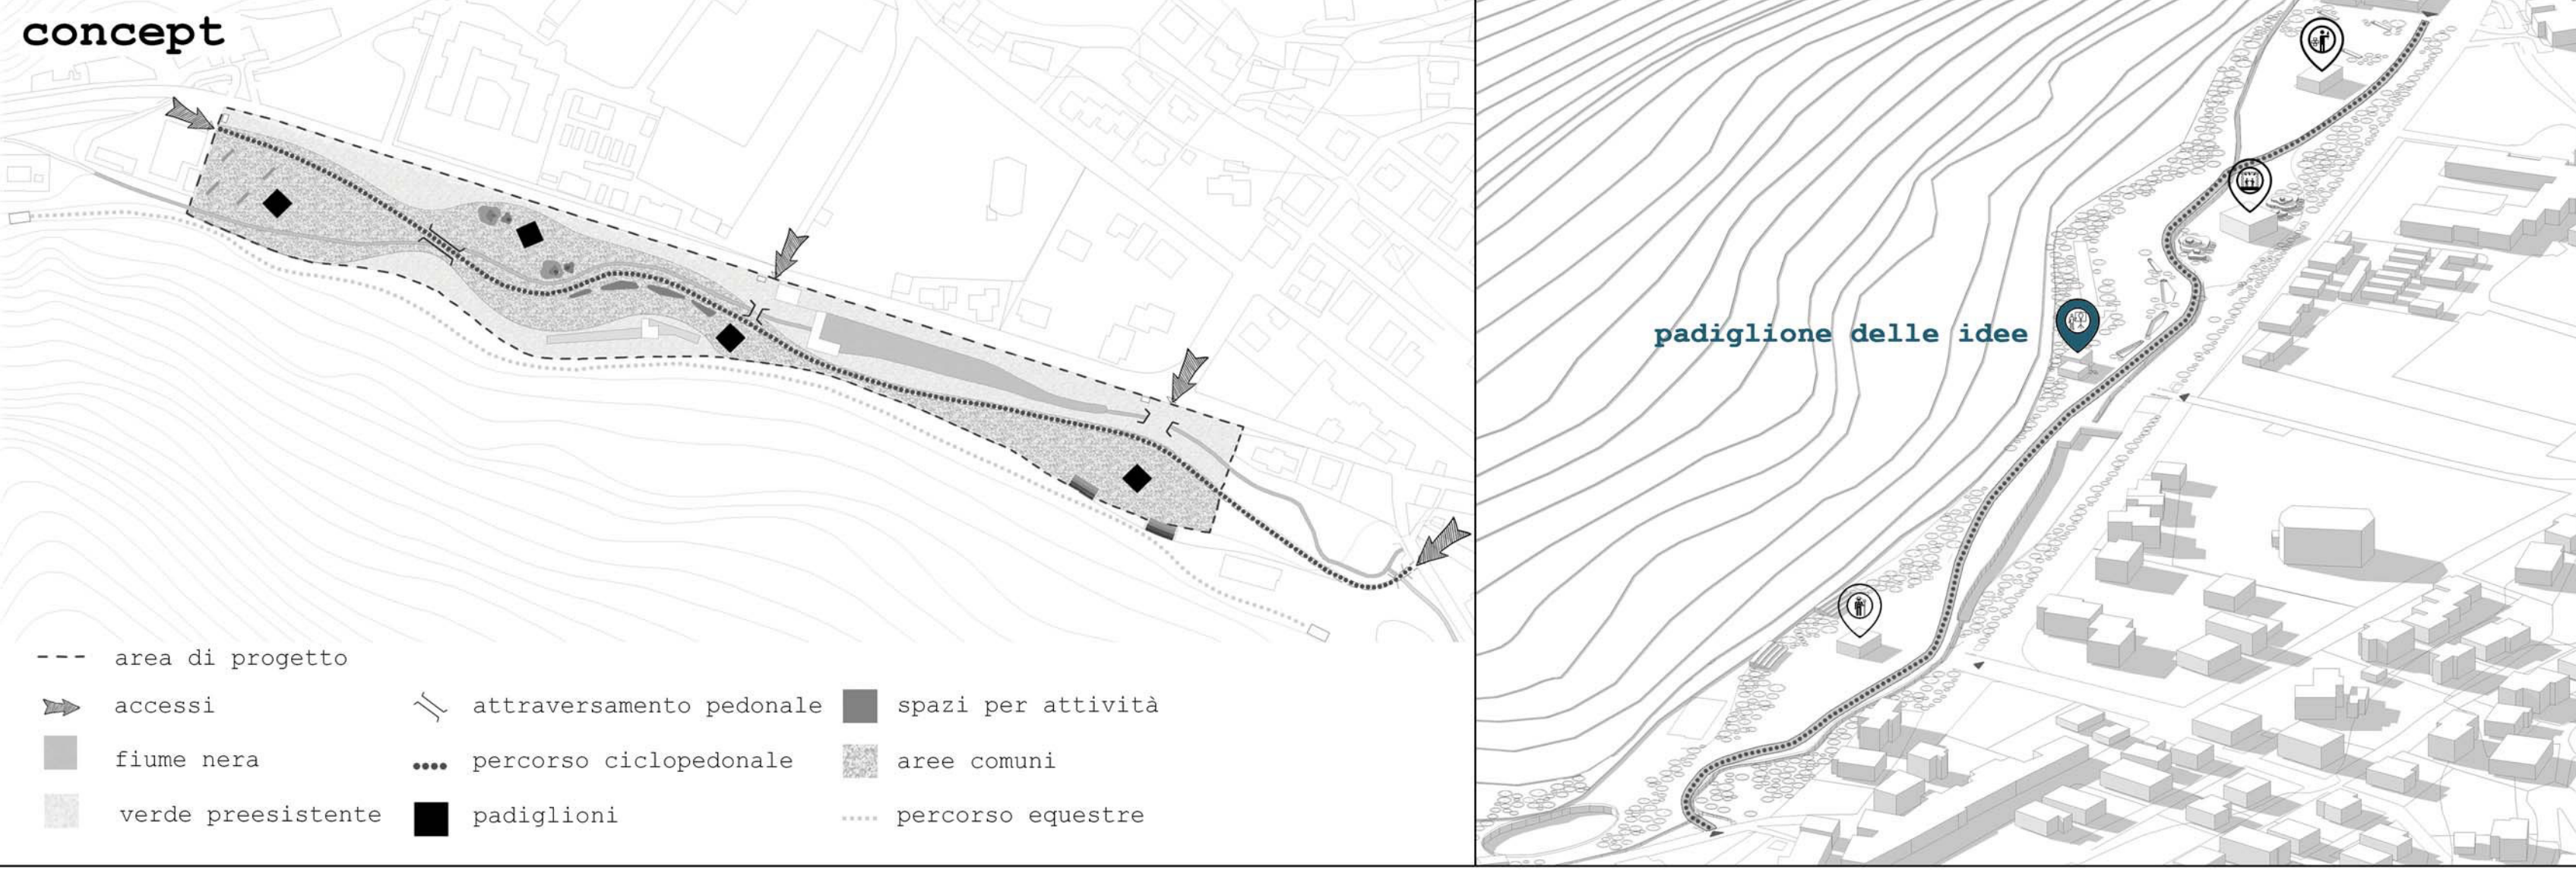 concept
padiglione delle idee
area di progetto
accessi
attraversamento pedonale
spazi per attività
fiume nera
percorso ciclopedonale
aree comuni
verde preesistente
padiglioni
percorso equestre